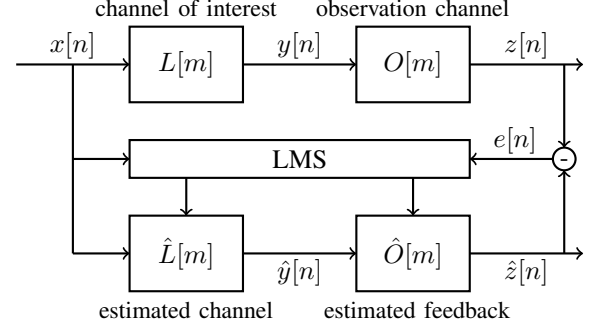 channel of interest observation channel
x[n] L[m] y[n] O[m] z[n]
e[n]
LMS -
L̂[m] ŷ[n] Ô[m] ẑ[n]
estimated channel estimated feedback